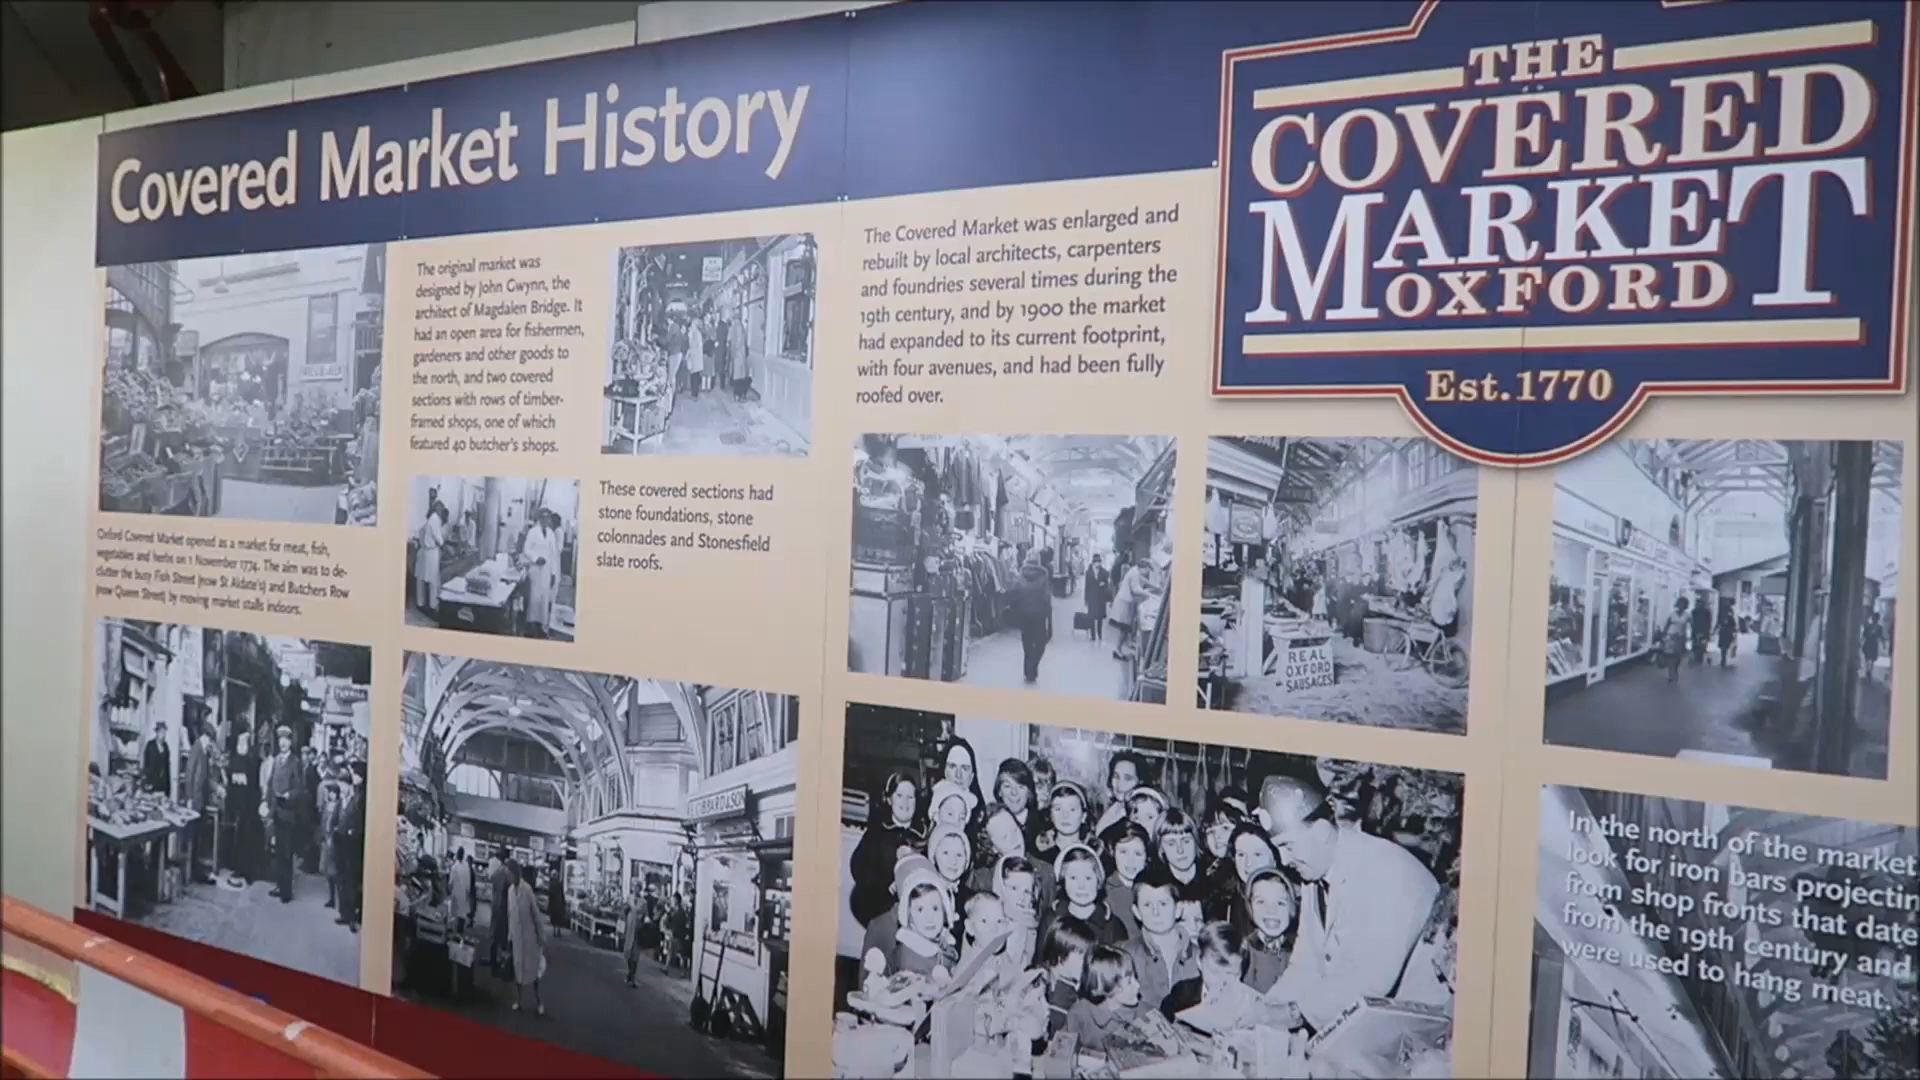 Covered Market History
THE
COVERED
MARKET
OXFORD
Est.1770
The original market was
designed by John Gwynn, the
architect of Magdalen Bridge. It
had an open area for fishermen,
gardeners and other goods to
the north, and two covered
sections with rows of timber-
framed shops, one of which
featured 40 butcher's shops.
The Covered Market was enlarged and
rebuilt by local architects, carpenters
and foundries several times during the
19th century, and by 1900 the market
had expanded to its current footprint,
with four avenues, and had been fully
roofed over.
These covered sections had
stone foundations, stone
colonnades and Stonesfield
slate roofs.
Oxford Covered Market opened as a market for meat, fish,
vegetables and herbs on 1 November 1774. The aim was to de-
clutter the busy Fish Street (now St Aldate's) and Butchers Row
(now Queen Street) by moving market stalls indoors.
REAL
OXFORD
SAUSAGES
In the north of the market
look for iron bars projectin
from shop fronts that date
from the 19th century and
were used to hang meat.